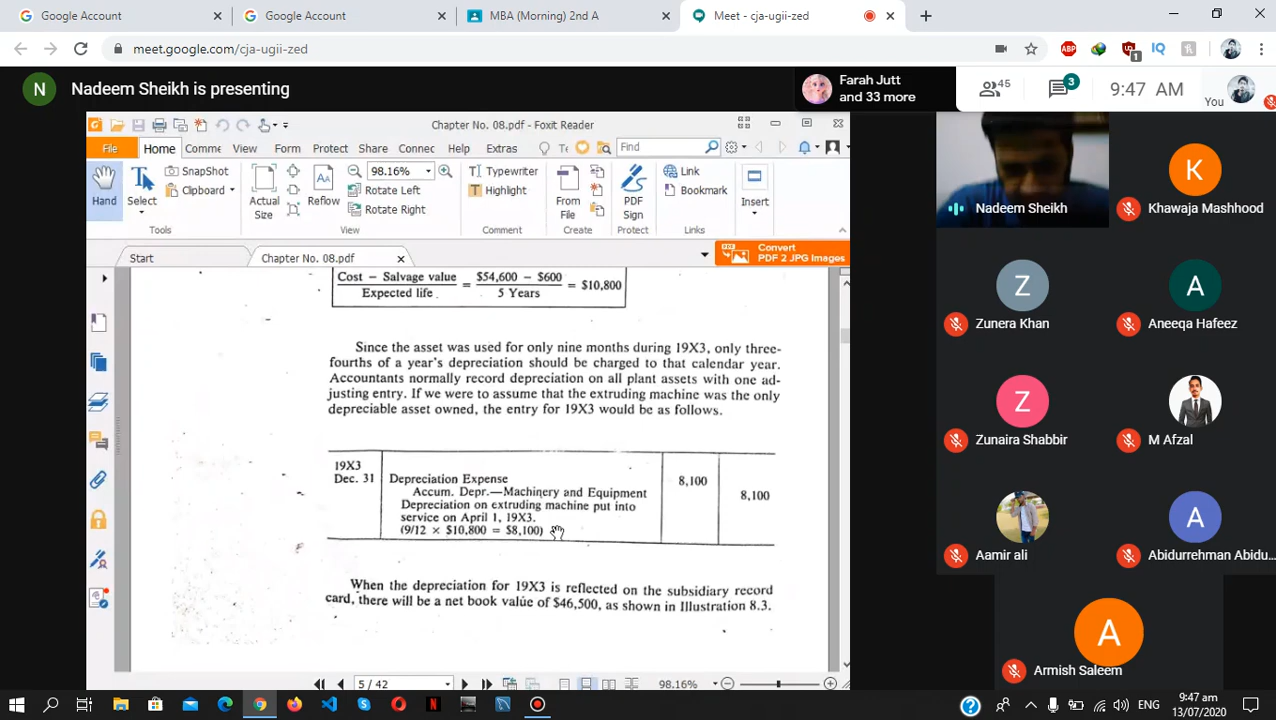 Google Account
Google Account
MBA (Morning) 2nd A
Meet - cja-ugii-zed
meet.google.com/cja-ugii-zed
ABP
1
IQ
N
Nadeem Sheikh is presenting
Farah Jutt
and 33 more
45
3
9:47 AM
You
Chapter No. 08.pdf - Foxit Reader
File
Home
Comme
View
Form
Protect
Share
Connec
Help
Extras
Te
Find
Hand
Select
SnapShot
Clipboard
Tools
Actual
Size
Reflow
98.16%
Rotate Left
Rotate Right
View
Typewriter
Highlight
Comment
From
File
Create
PDF
Sign
Protect
Link
Bookmark
Links
Insert
Start
Chapter No. 08.pdf
Convert
PDF 2 JPG Images
Cost – Salvage value
Expected life
=
$54,600 – $600
5 Years
= $10,800
Since the asset was used for only nine months during 19X3, only three-
fourths of a year's depreciation should be charged to that calendar year.
Accountants normally record depreciation on all plant assets with one ad-
justing entry. If we were to assume that the extruding machine was the only
depreciable asset owned, the entry for 19X3 would be as follows.
19X3
Dec. 31
Depreciation Expense
Accum. Depr.—Machinery and Equipment
Depreciation on extruding machine put into
service on April 1, 19X3.
(9/12 × $10,800 = $8,100)
8,100
8,100
When the depreciation for 19X3 is reflected on the subsidiary record
card, there will be a net book value of $46,500, as shown in Illustration 8.3.
5 / 42
98.16%
Nadeem Sheikh
K
Khawaja Mashhood
Z
Zunera Khan
A
Aneeqa Hafeez
Z
Zunaira Shabbir
M Afzal
Aamir ali
A
Abidurrehman Abidu...
A
Armish Saleem
ENG
9:47 am
13/07/2020